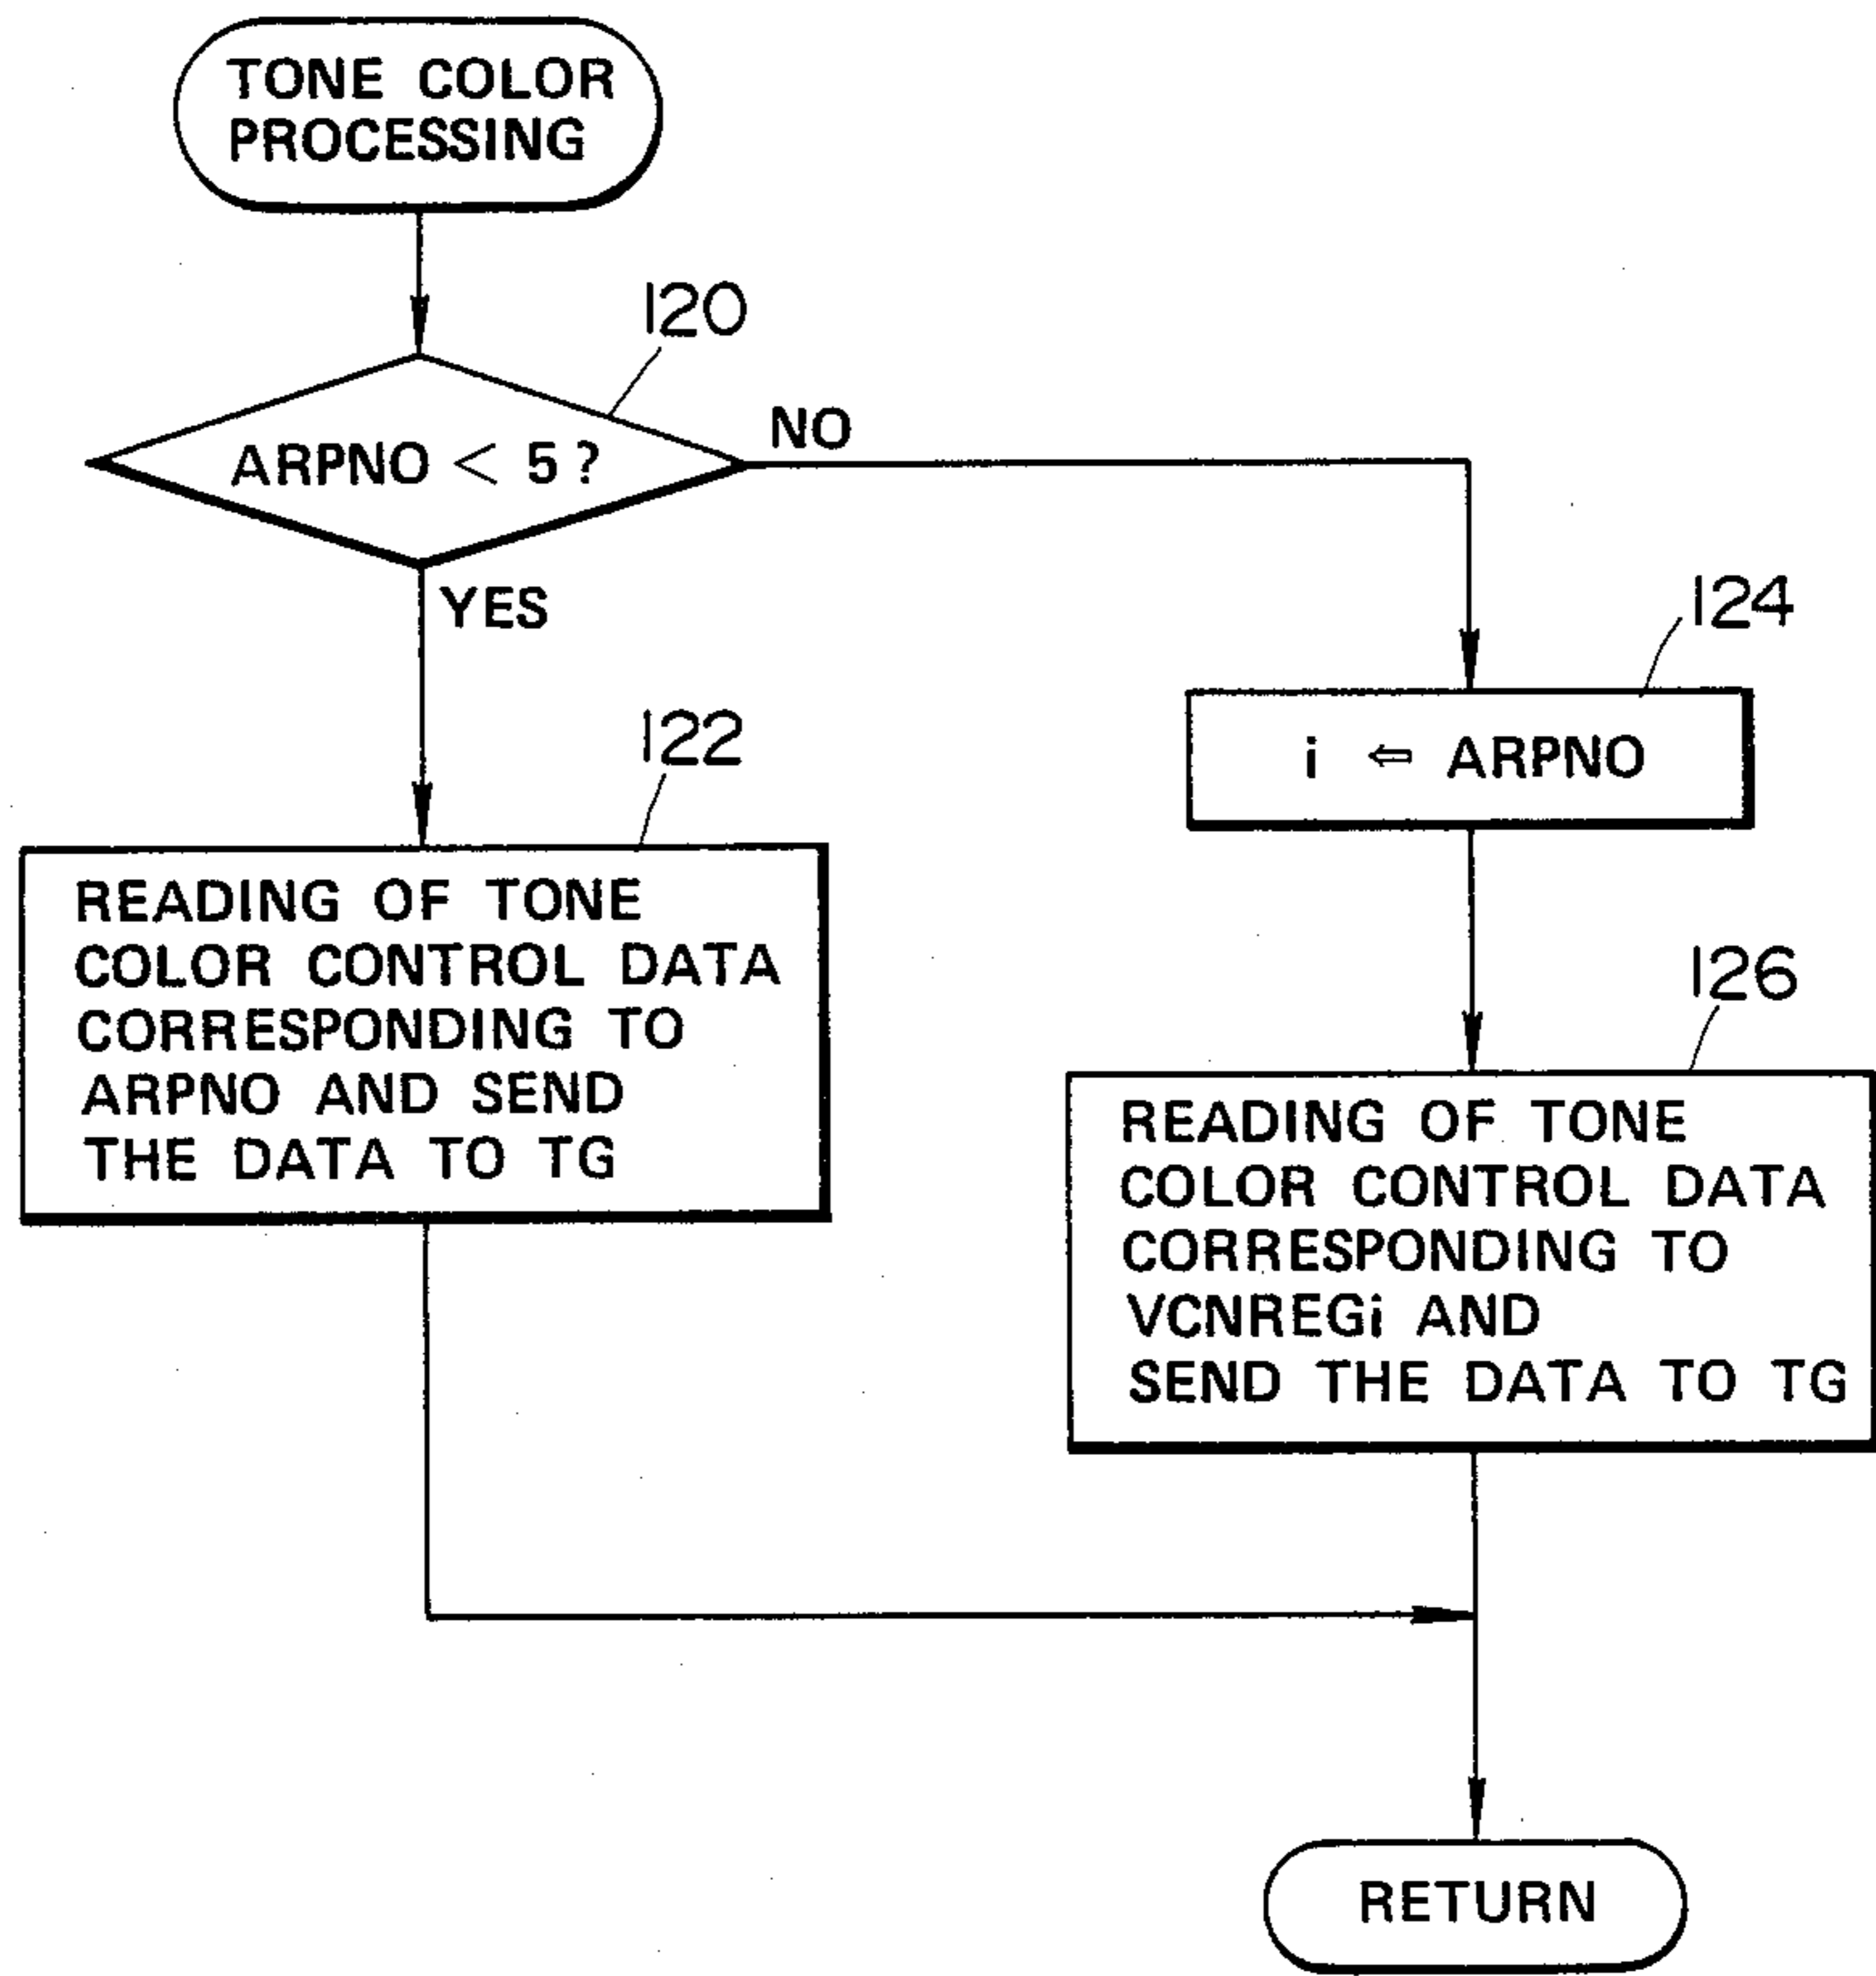 TONE COLOR
PROCESSING
120
ARPNO < 5 ?
NO
YES
122
READING OF TONE
COLOR CONTROL DATA
CORRESPONDING TO
ARPNO AND SEND
THE DATA TO TG
124
i ⇐ ARPNO
126
READING OF TONE
COLOR CONTROL DATA
CORRESPONDING TO
VCNREGi AND
SEND THE DATA TO TG
RETURN